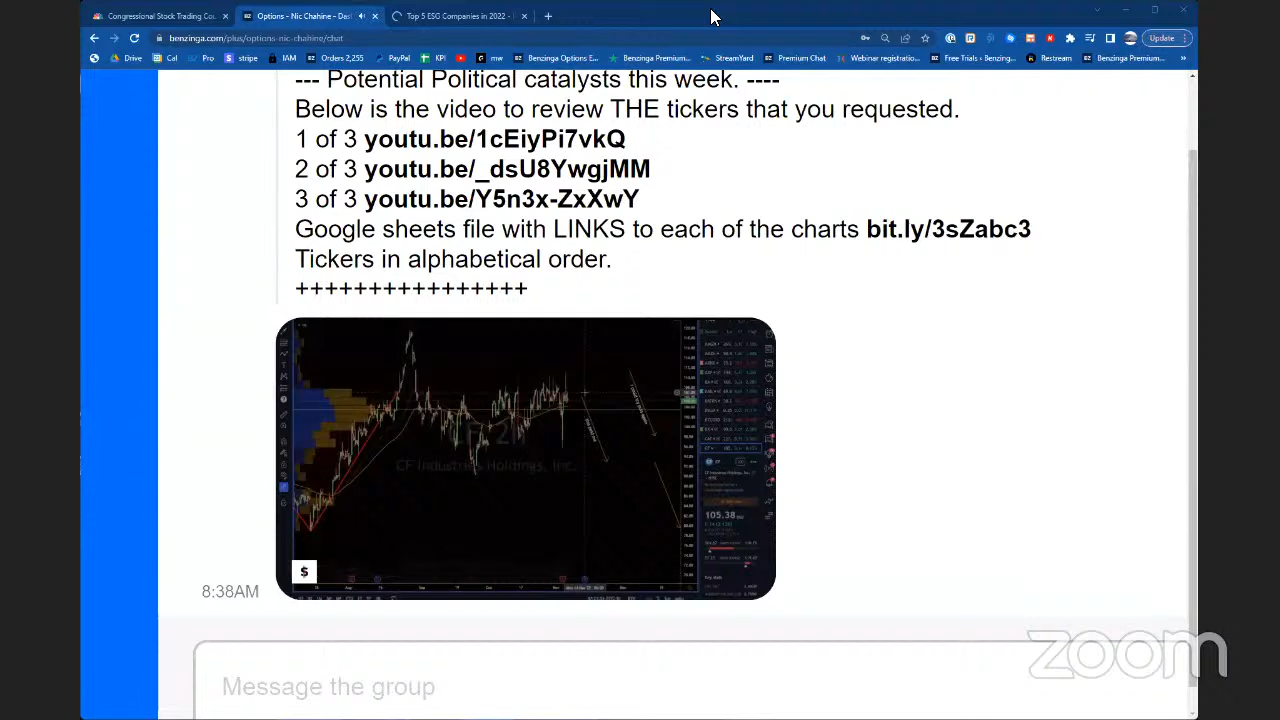 Congressional Stock Trading Cou
Options - Nic Chahine - Das
Top 5 ESG Companies in 2022 -
benzinga.com/plus/options-nic-chahine/chat
Update
Drive
Cal
Pro
stripe
IAM
Orders 2,255
PayPal
KPI
mw
Benzinga Options E...
Benzinga Premium...
StreamYard
Premium Chat
Webinar registratio...
Free Trials ‹ Benzing...
Restream
Benzinga Premium...
»
--- Potential Political catalysts this week. ----
Below is the video to review THE tickers that you requested.
1 of 3 youtu.be/1cEiyPi7vkQ
2 of 3 youtu.be/_dsU8YwgjMM
3 of 3 youtu.be/Y5n3x-ZxXwY
Google sheets file with LINKS to each of the charts bit.ly/3sZabc3
Tickers in alphabetical order.
++++++++++++++++
CF Industries Holdings, Inc.
105.38
$
8:38AM
Message the group
zoom